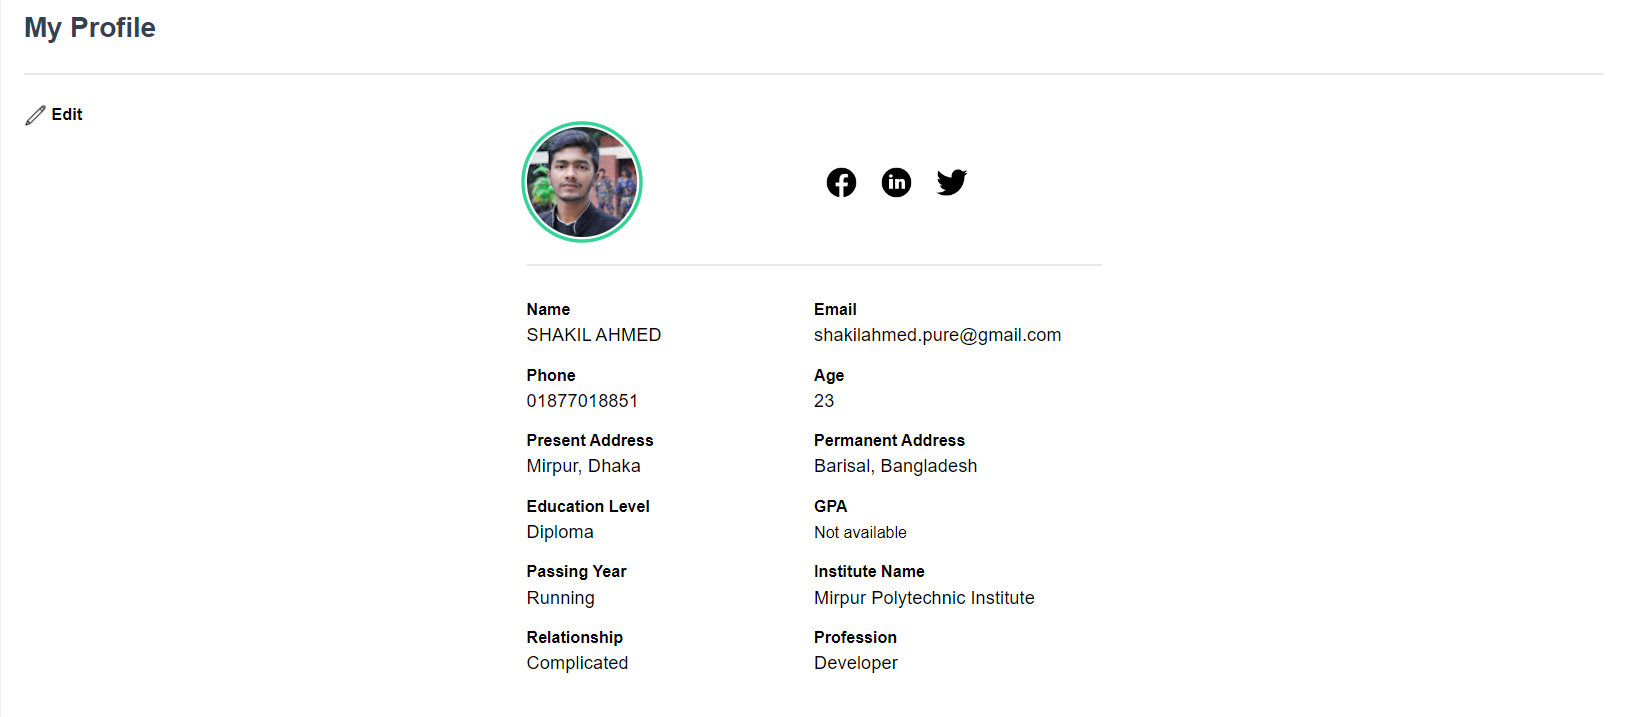 My Profile
Edit
Name
SHAKIL AHMED
Email
shakilahmed.pure@gmail.com
Phone
01877018851
Age
23
Present Address
Mirpur, Dhaka
Permanent Address
Barisal, Bangladesh
Education Level
Diploma
GPA
Not available
Passing Year
Running
Institute Name
Mirpur Polytechnic Institute
Relationship
Complicated
Profession
Developer